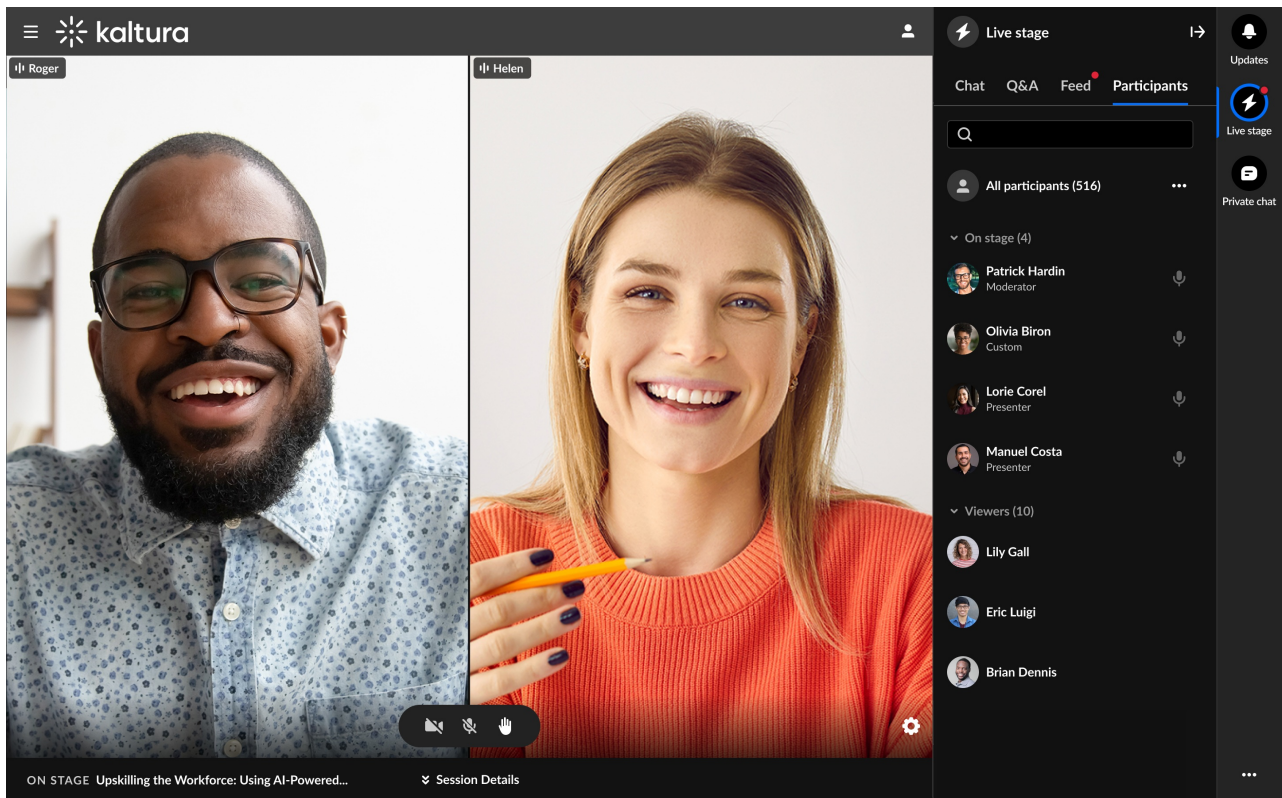 kaltura
Roger
Helen
ON STAGE Upskilling the Workforce: Using AI-Powered...
Session Details
Live stage
Chat Q&A Feed Participants
All participants (516)
On stage (4)
Patrick Hardin
Moderator
Olivia Biron
Custom
Lorie Corel
Presenter
Manuel Costa
Presenter
Viewers (10)
Lily Gall
Eric Luigi
Brian Dennis
Updates
Live stage
Private chat